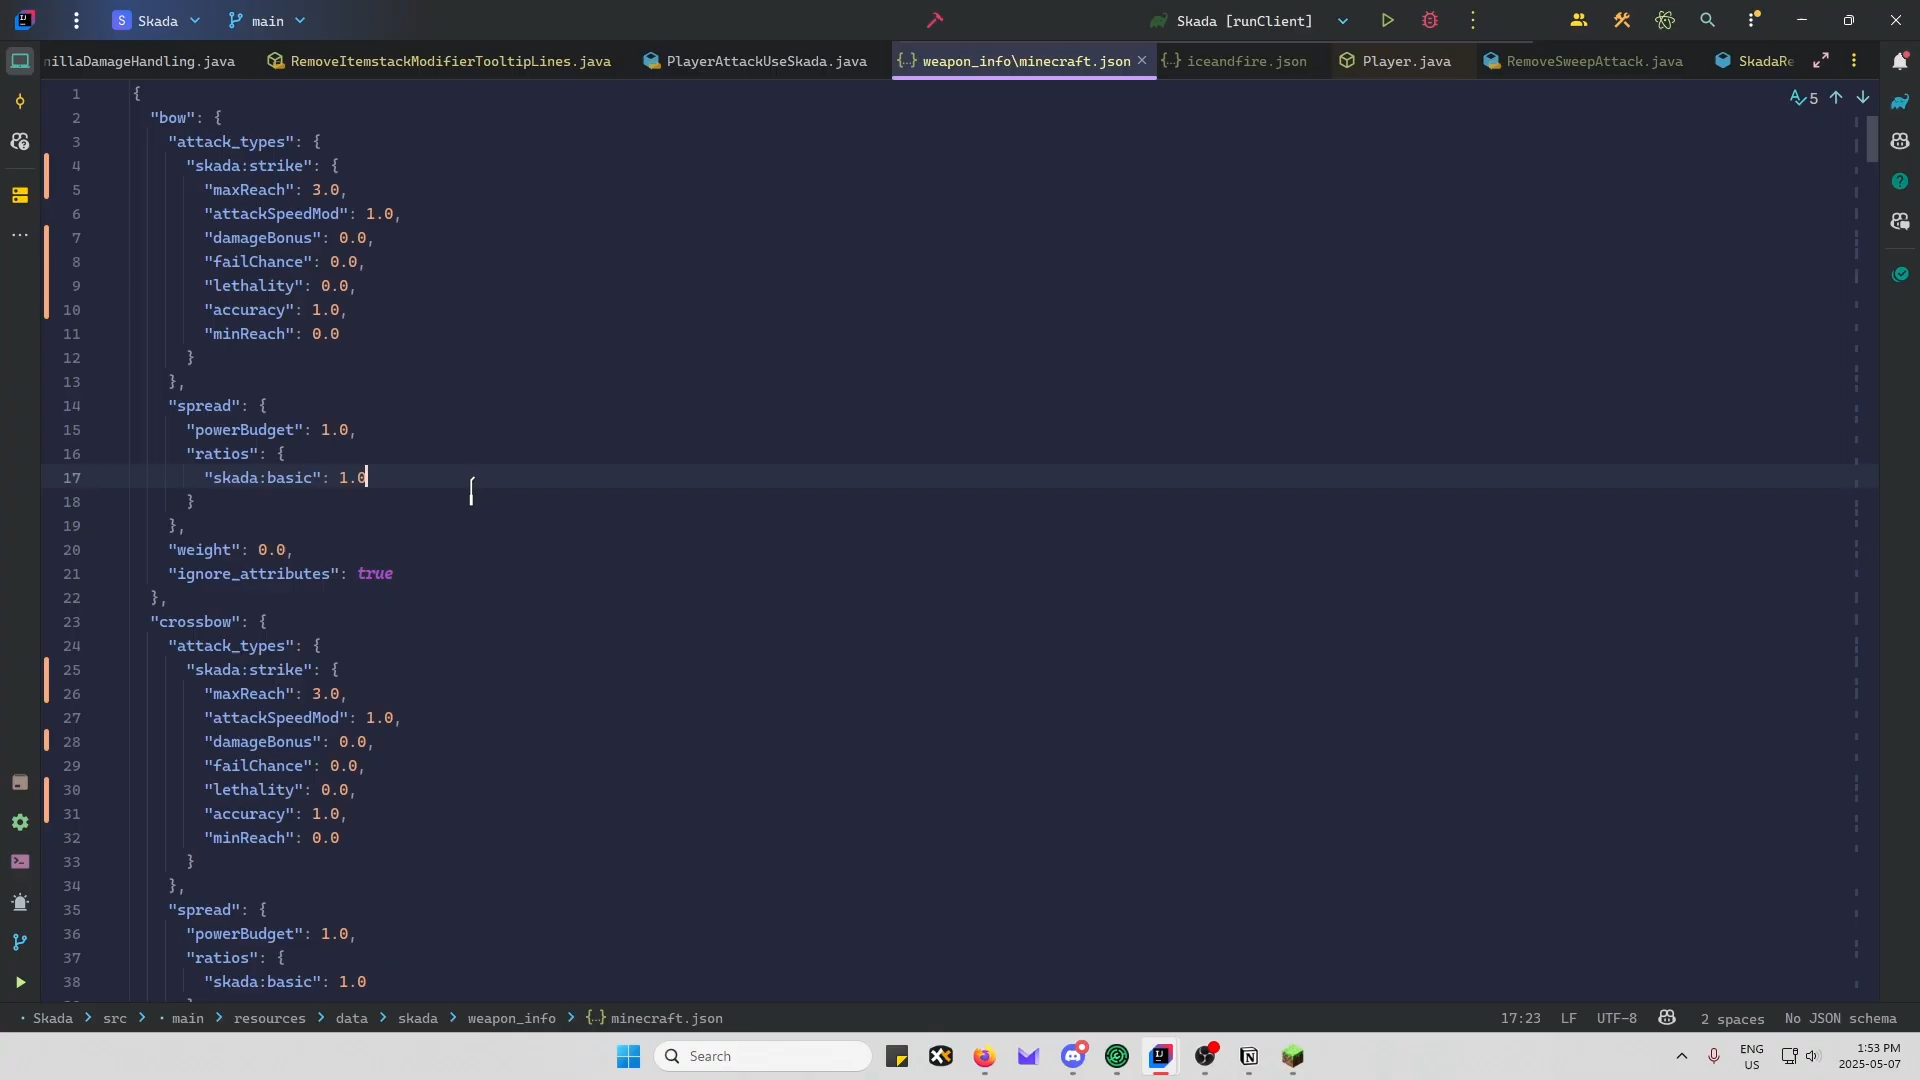 S Skada main Skada [runClient]
illaDamageHandling.java RemoveItemstackModifierTooltipLines.java PlayerAttackUseSkada.java weapon_info\minecraft.json iceandfire.json Player.java RemoveSweepAttack.java SkadaRe
5
1 {
2 "bow": {
3 "attack_types": {
4 "skada:strike": {
5 "maxReach": 3.0,
6 "attackSpeedMod": 1.0,
7 "damageBonus": 0.0,
8 "failChance": 0.0,
9 "lethality": 0.0,
10 "accuracy": 1.0,
11 "minReach": 0.0
12 }
13 },
14 "spread": {
15 "powerBudget": 1.0,
16 "ratios": {
17 "skada:basic": 1.0
18 }
19 },
20 "weight": 0.0,
21 "ignore_attributes": true
22 },
23 "crossbow": {
24 "attack_types": {
25 "skada:strike": {
26 "maxReach": 3.0,
27 "attackSpeedMod": 1.0,
28 "damageBonus": 0.0,
29 "failChance": 0.0,
30 "lethality": 0.0,
31 "accuracy": 1.0,
32 "minReach": 0.0
33 }
34 },
35 "spread": {
36 "powerBudget": 1.0,
37 "ratios": {
38 "skada:basic": 1.0
Skada > src > main > resources > data > skada > weapon_info > {..} minecraft.json 17:23 LF UTF-8 2 spaces No JSON schema
Search ENG US 1:53 PM 2025-05-07